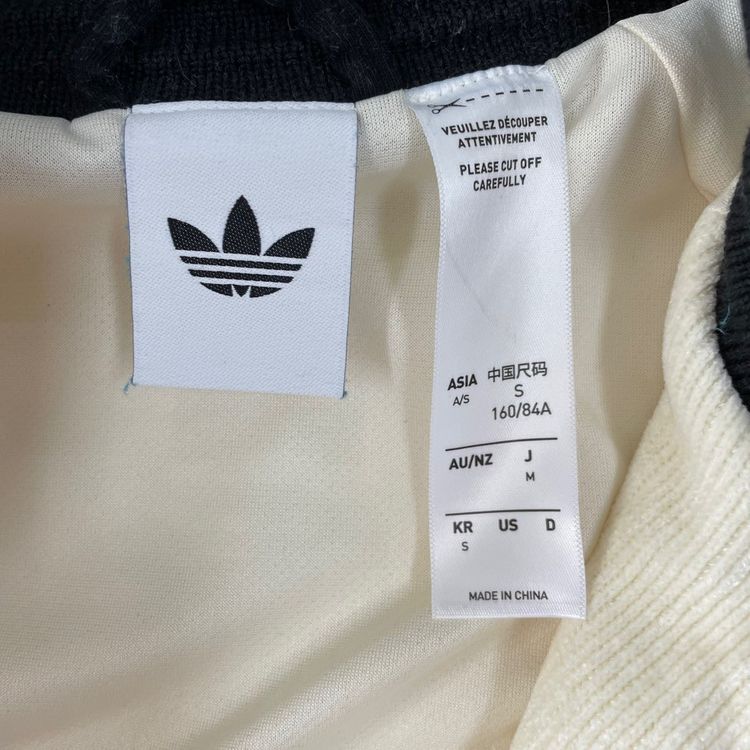 VEUILLEZ DÉCOUPER
ATTENTIVEMENT
PLEASE CUT OFF
CAREFULLY
ASIA 中国尺码
A/S S
160/84A
AU/NZ J
M
KR US D
S
MADE IN CHINA